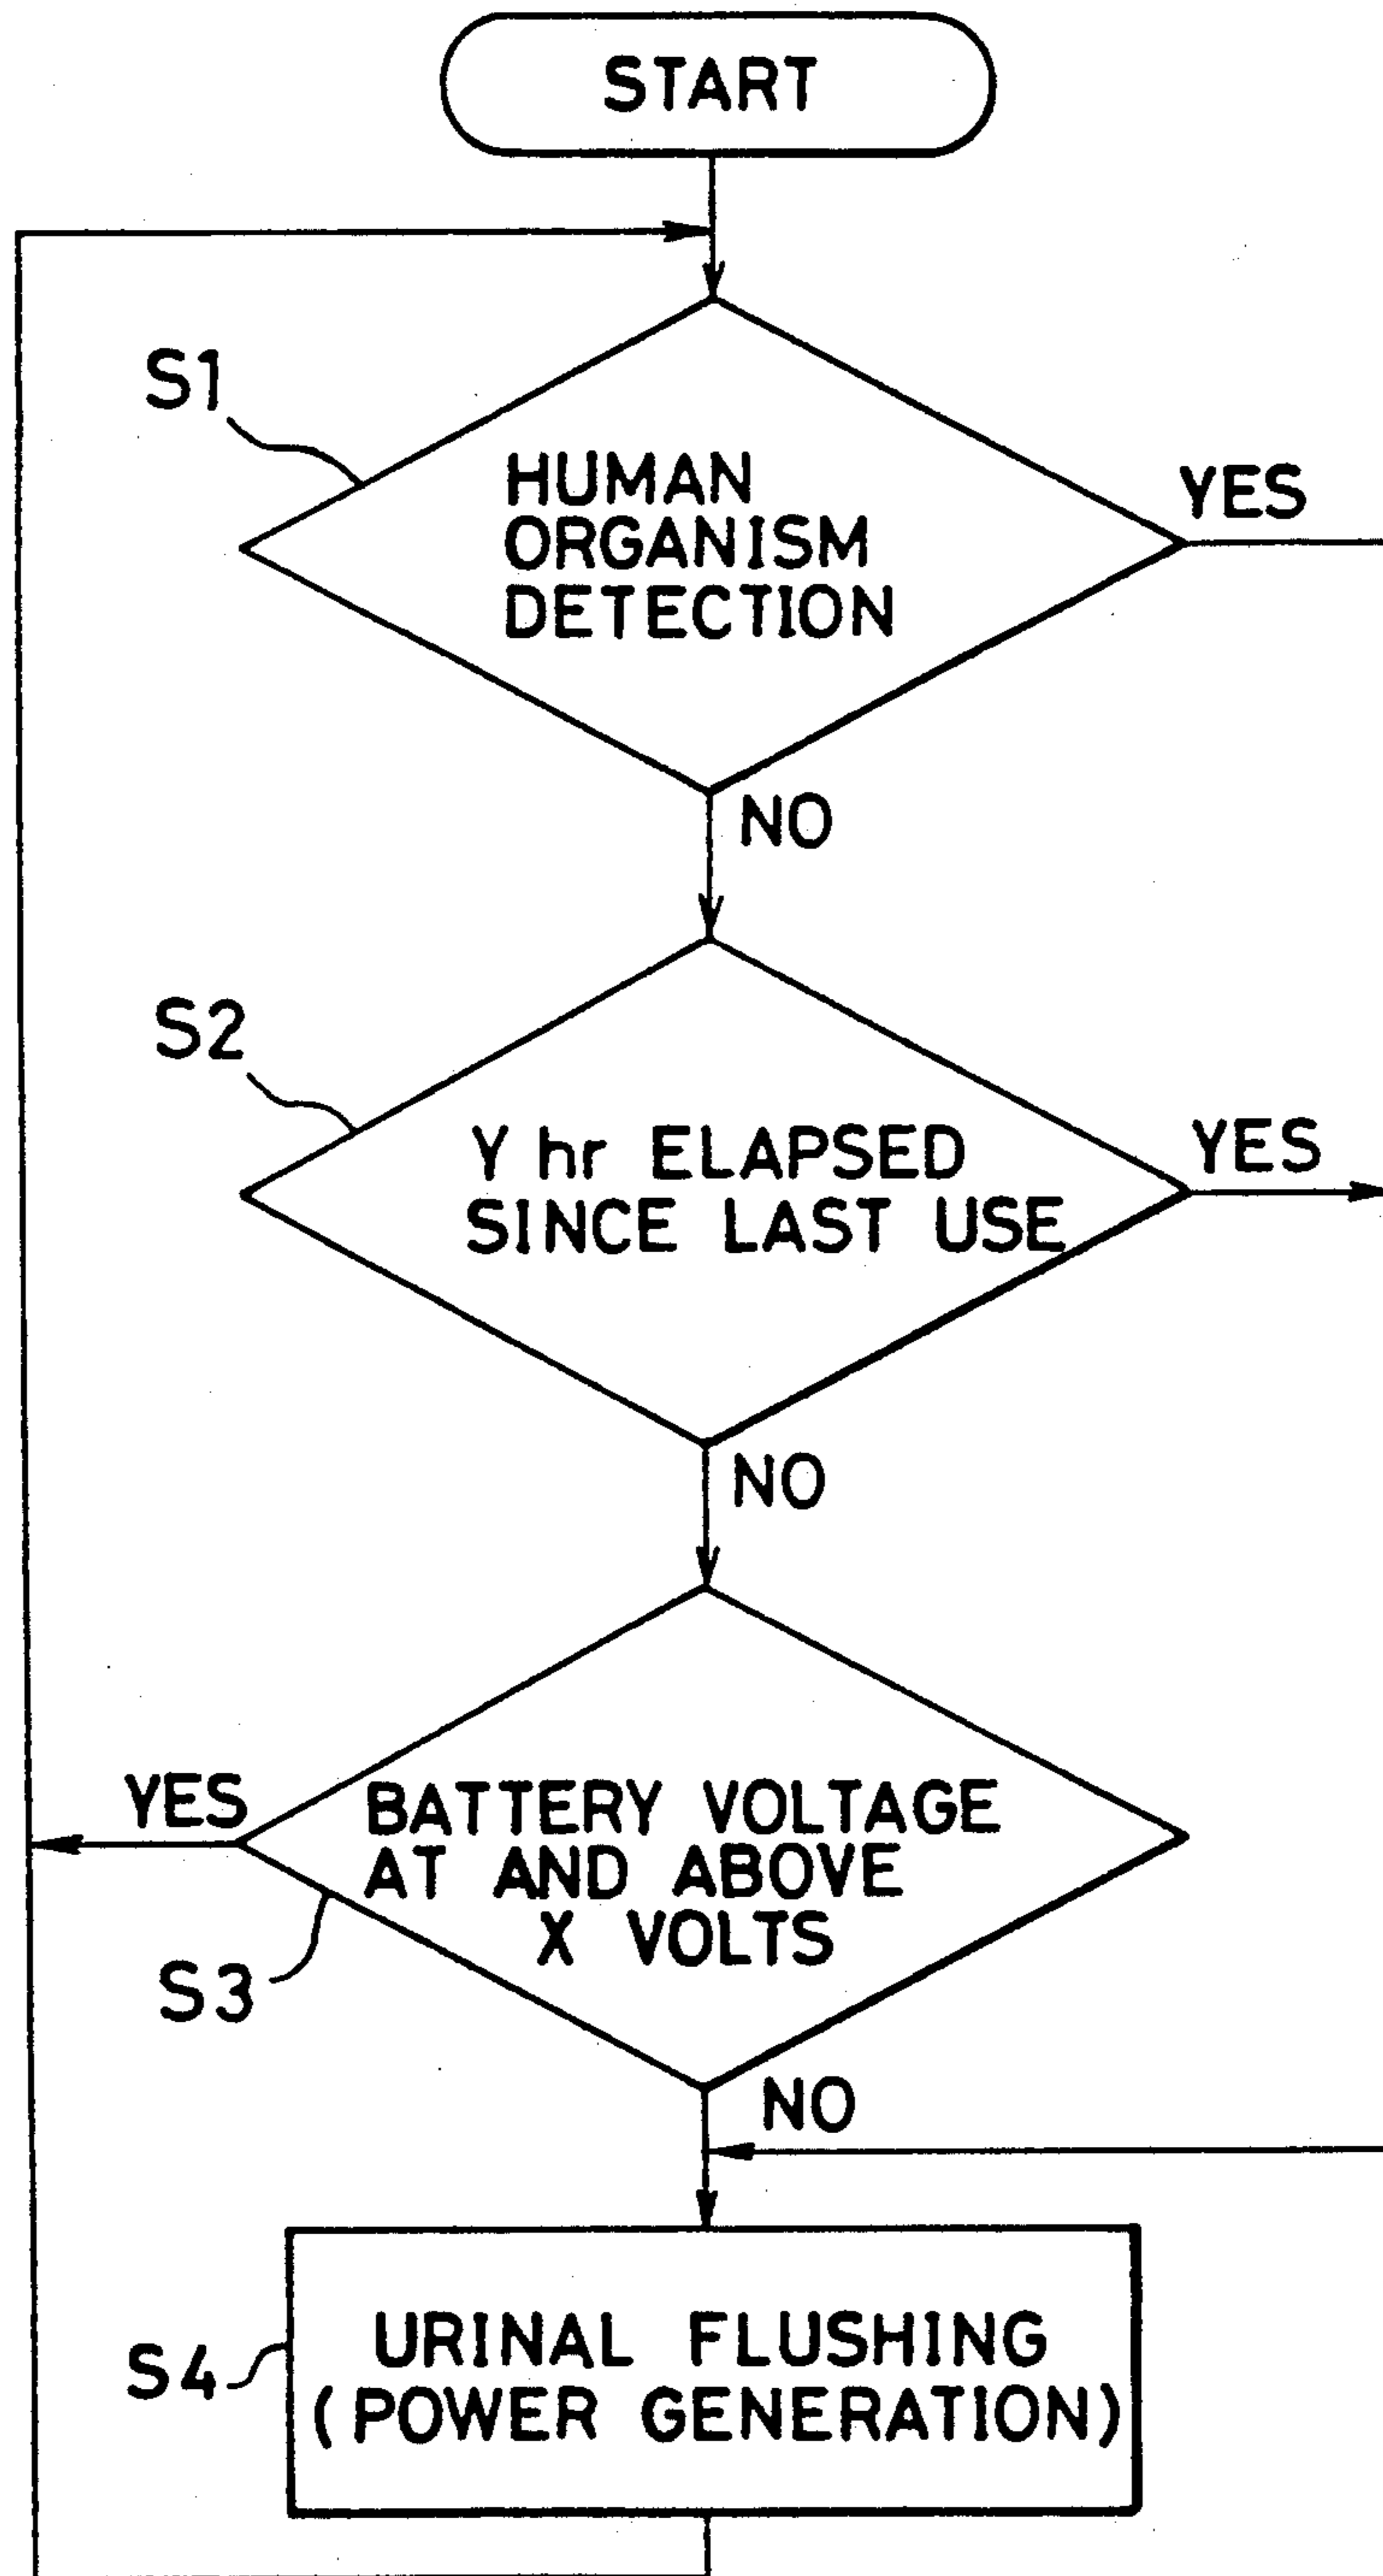 START
S1
HUMAN
ORGANISM
DETECTION
YES
NO
S2
Y hr ELAPSED
SINCE LAST USE
YES
NO
YES
BATTERY VOLTAGE
AT AND ABOVE
X VOLTS
S3
NO
S4
URINAL FLUSHING
(POWER GENERATION)